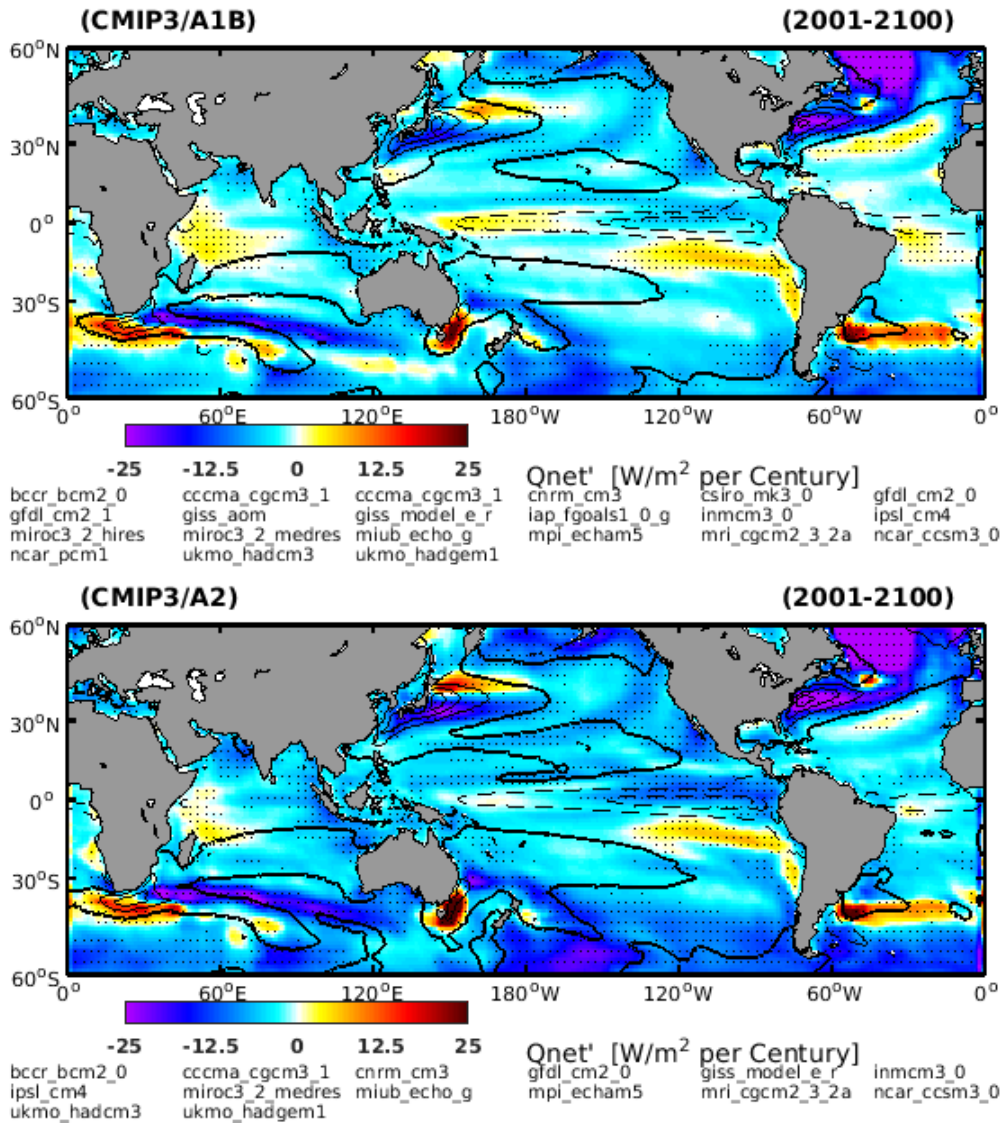 (CMIP3/A1B) (2001-2100)
60°N
30°N
0°
30°S
60°S
0° 60°E 120°E 180°W 120°W 60°W 0°
-25 -12.5 0 12.5 25 Qnet' [W/m² per Century]
bccr_bcm2_0 cccma_cgcm3_1 cccma_cgcm3_1 cnrm_cm3 csiro_mk3_0 gfdl_cm2_0
gfdl_cm2_1 giss_aom giss_model_e_r iap_fgoals1_0_g inmcm3_0 ipsl_cm4
miroc3_2_hires miroc3_2_medres miub_echo_g mpi_echam5 mri_cgcm2_3_2a ncar_ccsm3_0
ncar_pcm1 ukmo_hadcm3 ukmo_hadgem1
(CMIP3/A2) (2001-2100)
60°N
30°N
0°
30°S
60°S
0° 60°E 120°E 180°W 120°W 60°W 0°
-25 -12.5 0 12.5 25 Qnet' [W/m² per Century]
bccr_bcm2_0 cccma_cgcm3_1 cnrm_cm3 gfdl_cm2_0 giss_model_e_r inmcm3_0
ipsl_cm4 miroc3_2_medres miub_echo_g mpi_echam5 mri_cgcm2_3_2a ncar_ccsm3_0
ukmo_hadcm3 ukmo_hadgem1